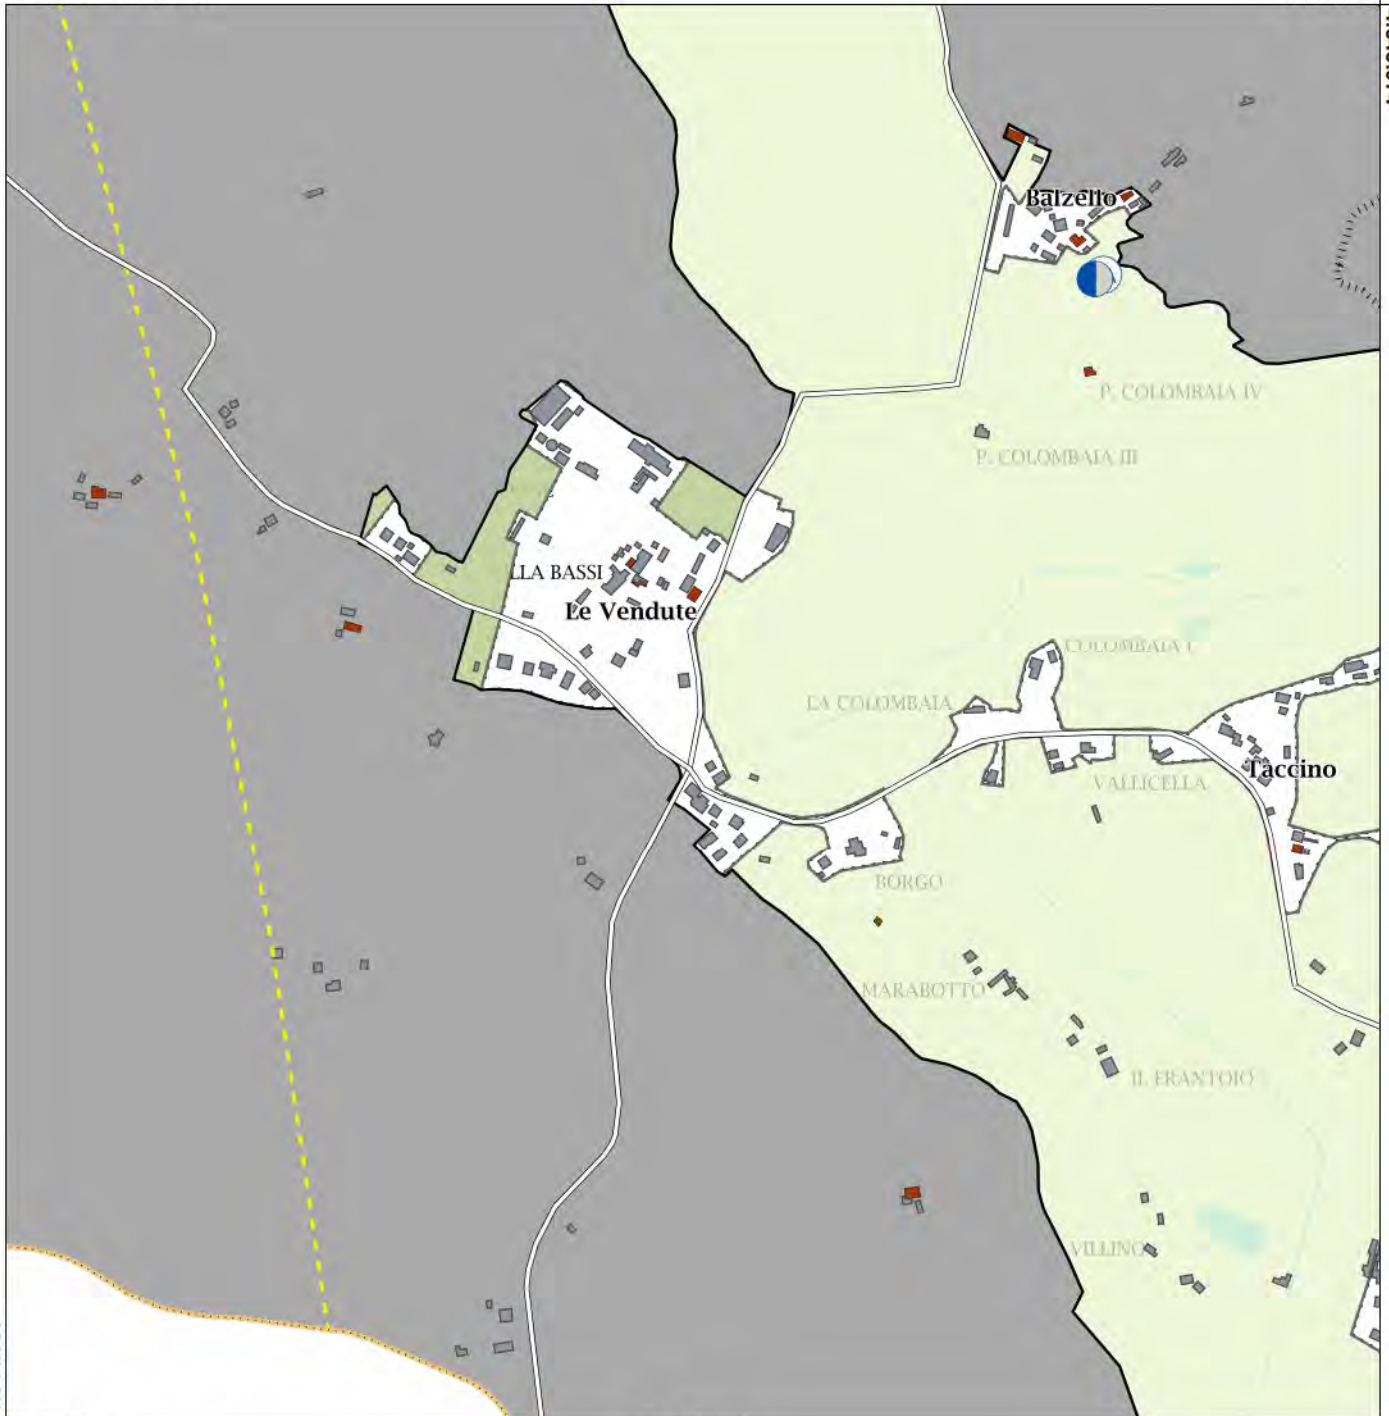 Balzello
P. COLOMBAIA IV
P. COLOMBAIA III
LLA BASSI
Le Vendute
COLOMBAIA I
LA COLOMBAIA
Taccino
VALLICELLA
BORGO
MARABOTTO
IL FRANTOIO
VILLINO